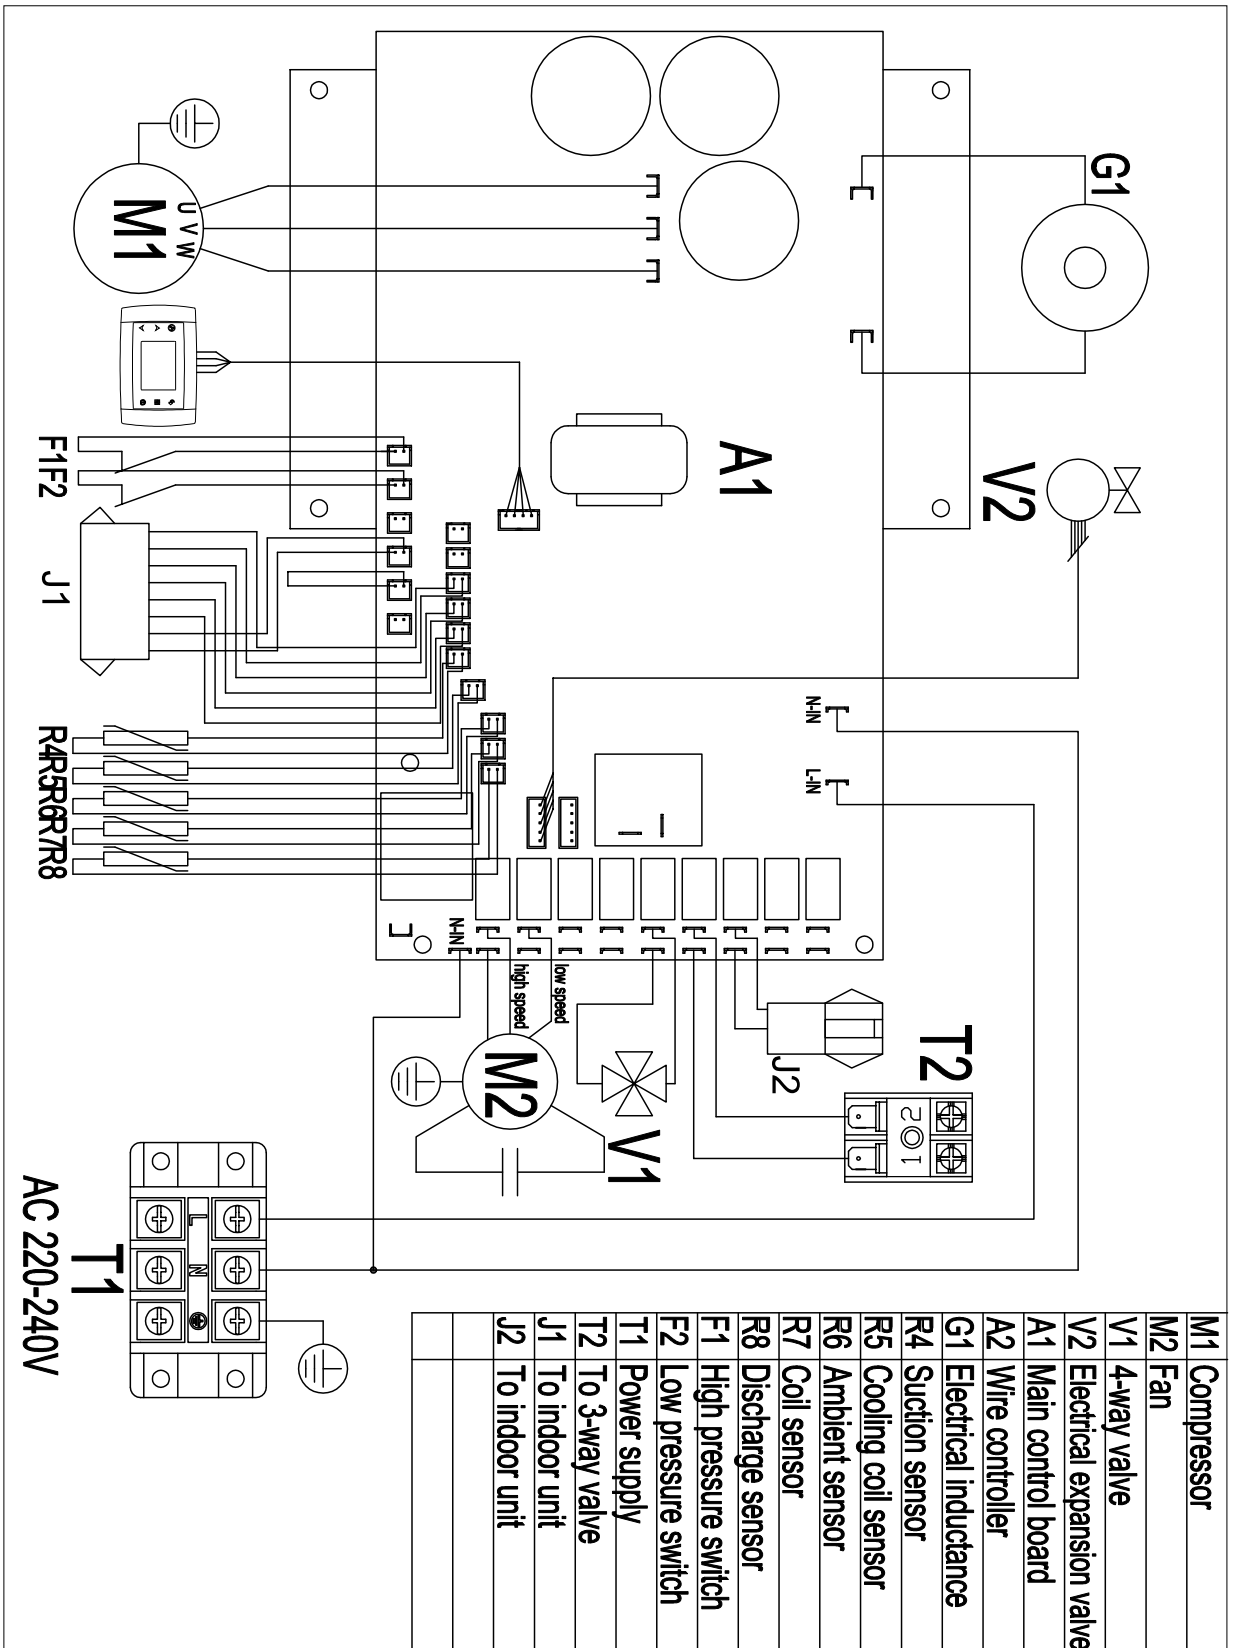 G1
M1
U V W
V2
A1
F1F2
J1
N-IN
L-IN
R4R5R6R7R8
N-IN
high speed
low speed
M2
V1
J2
T2
1 2
L
N
T1
AC 220-240V
M1 Compressor
M2 Fan
V1 4-way valve
V2 Electrical expansion valve
A1 Main control board
A2 Wire controller
G1 Electrical inductance
R4 Suction sensor
R5 Cooling coil sensor
R6 Ambient sensor
R7 Coil sensor
R8 Discharge sensor
F1 High pressure switch
F2 Low pressure switch
T1 Power supply
T2 To 3-way valve
J1 To indoor unit
J2 To indoor unit